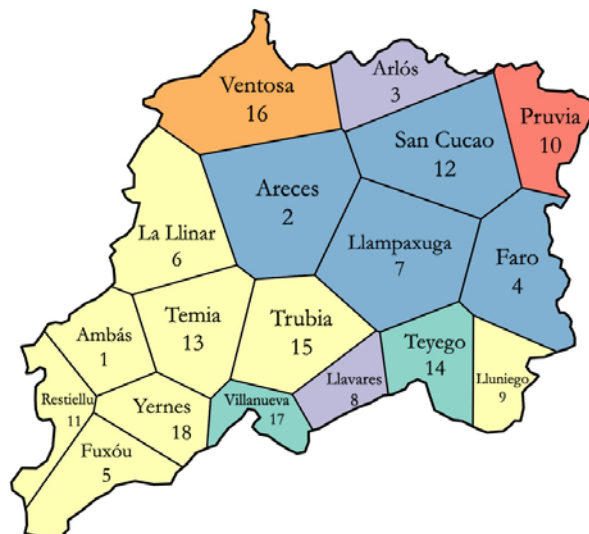 Ventosa
16
Arlós
3
Pruvia
10
San Cucao
12
Areces
2
La Llinar
6
Llampaxuga
7
Faro
4
Temia
13
Trubia
15
Ambás
1
Teyego
14
Lluniego
9
Llavares
8
Restiellu
11
Yernes
18
Villanueva
17
Fuxóu
5